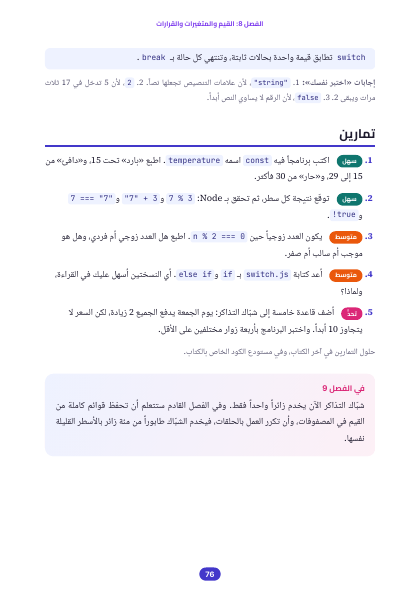 الفصل 8: القيم والمتغيرات والقرارات
switch تطابق قيمة واحدة بحالات ثابتة، وتنتهي كل حالة بـ break .
إجابات «اختبر نفسك»: 1. "string" ، لأن علامات التنصيص تجعلها نصاً. 2. 2 ، لأن 5 تدخل في 17 ثلاث
مرات ويبقى 2. 3. false ، لأن الرقم لا يساوي النص أبداً.
تمارين
1. سهل اكتب برنامجاً فيه const اسمه temperature . اطبع «بارد» تحت 15، و«دافئ» من
15 إلى 29، و«حار» من 30 فأكثر.
2. سهل توقع نتيجة كل سطر، ثم تحقق بـ Node: 7 % 3 و "7" + 3 و 7 === "7"
و !true .
3. متوسط يكون العدد زوجياً حين n % 2 === 0 . اطبع هل العدد زوجي أم فردي، وهل هو
موجب أم سالب أم صفر.
4. متوسط أعد كتابة switch.js بـ if و else if . أي النسختين أسهل عليك في القراءة،
ولماذا؟
5. تحدٍّ أضف قاعدة خامسة إلى شبّاك التذاكر: يوم الجمعة يدفع الجميع 2 زيادة، لكن السعر لا
يتجاوز 10 أبداً. واختبر البرنامج بأربعة زوار مختلفين على الأقل.
حلول التمارين في آخر الكتاب، وفي مستودع الكود الخاص بالكتاب.
في الفصل 9
شبّاك التذاكر الآن يخدم زائراً واحداً فقط. وفي الفصل القادم ستتعلم أن تحفظ قوائم كاملة من
القيم في المصفوفات، وأن تكرر العمل بالحلقات، فيخدم الشبّاك طابوراً من مئة زائر بالأسطر القليلة
نفسها.
76